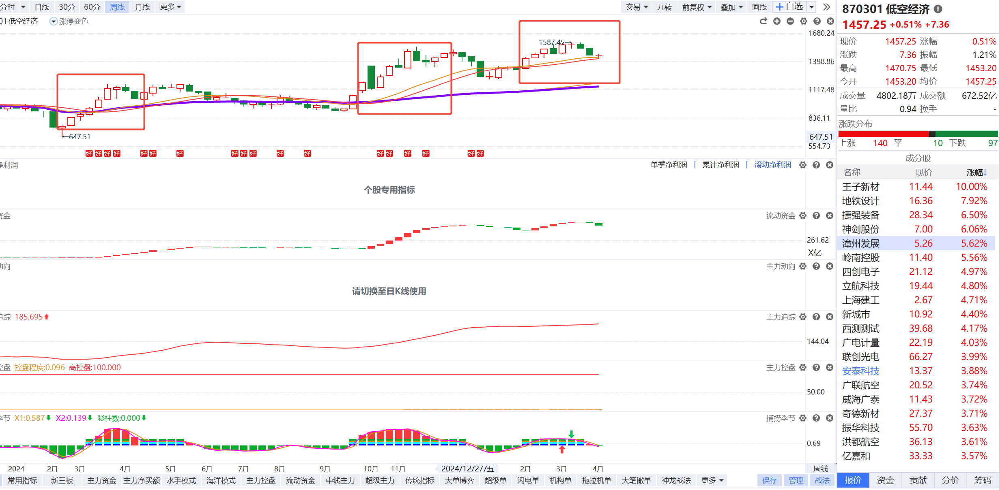 分时 日线 30分 60分 周线 月线 更多 交易 九转 前复权 叠加 画线 自选
01 低空经济 涨停变色
1680.24
1587.45→
1398.86
1117.48
836.11
←647.51
647.51
554.73
好 好 好 好 好 好 好 好 好 好 好 好 好 好 好 好 好 好
净利润 单季净利润 累计净利润 滚动净利润
个股专用指标
资金 流动资金
261.62
X亿
动向 主力动向
请切换至日K线使用
追踪 185.695 主力追踪
144.04
控盘 控盘程度:0.096 高控盘:100.000 主力控盘
50.00
季节 X1:0.587 X2:0.139 彩柱数:0.000 捕捞季节
0.69
2024 2月 3月 4月 5月 6月 7月 8月 9月 10月 11月 2024/12/27/五 2月 3月 4月 周线
常用指标 新三板 主力资金 主力净买额 水手模式 海洋模式 主力控盘 流动资金 中线主力 超级主力 传统指标 大单博弈 超级单 闪电单 机构单 拖拉机单 大笔撤单 神龙战法 更多 保存 管理 战法
870301 低空经济
1457.25 +0.51% +7.36
现价 1457.25 涨幅 0.51%
涨跌 7.36 振幅 1.21%
最高 1470.75 最低 1453.20
今开 1453.20 均价 1457.25
成交量 4802.18万 成交额 672.52亿
量比 0.94 换手 -
涨跌分布
上涨 140 平 10 下跌 97
成分股
名称 现价 涨幅↓
王子新材 11.44 10.00%
地铁设计 16.36 7.92%
捷强装备 28.34 6.50%
神剑股份 7.00 6.06%
漳州发展 5.26 5.62%
岭南控股 11.40 5.56%
四创电子 21.12 4.97%
立航科技 19.44 4.80%
上海建工 2.67 4.71%
新城市 10.92 4.40%
西测测试 39.68 4.17%
广电计量 22.19 4.03%
联创光电 66.27 3.99%
安泰科技 13.37 3.88%
广联航空 20.52 3.74%
威海广泰 11.43 3.72%
奇德新材 27.37 3.71%
振华科技 55.70 3.63%
洪都航空 36.13 3.61%
亿嘉和 33.33 3.57%
报价 资金 贡献 分价 筹码